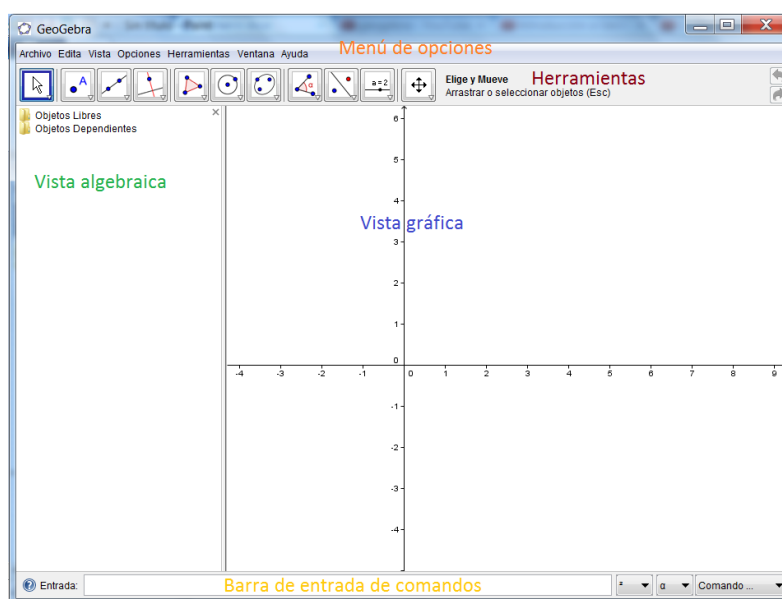 GeoGebra
Archivo Edita Vista Opciones Herramientas Ventana Ayuda
Menú de opciones
A
a=2
α
Elige y Mueve
Herramientas
Arrastrar o seleccionar objetos (Esc)
Objetos Libres
Objetos Dependientes
Vista algebraica
Vista gráfica
6
5
4
3
2
1
0
-4 -3 -2 -1 0 1 2 3 4 5 6 7 8 9
-1
-2
-3
-4
Entrada:
Barra de entrada de comandos
α
Comando ...